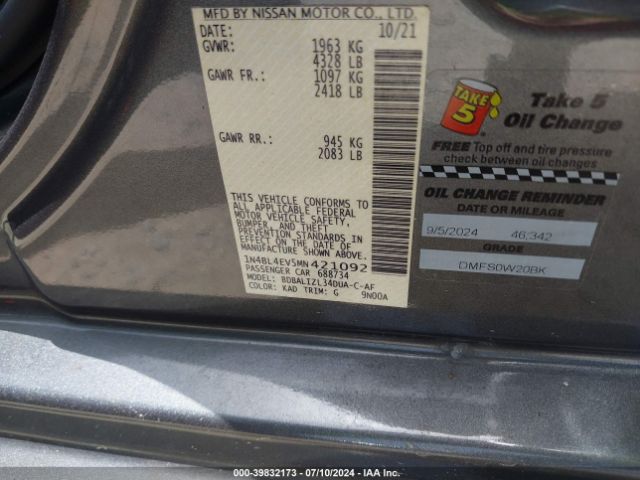 MFD BY NISSAN MOTOR CO., LTD.
DATE: 10/21
GVWR: 1963 KG
4328 LB
GAWR FR.: 1097 KG
2418 LB
GAWR RR.: 945 KG
2083 LB
THIS VEHICLE CONFORMS TO
ALL APPLICABLE FEDERAL
MOTOR VEHICLE SAFETY,
BUMPER, AND THEFT
PREVENTION STANDARDS
IN EFFECT ON THE DATE OF
MANUFACTURE SHOWN ABOVE.
1N4BL4EV5MN421092
PASSENGER CAR 688734
BDBALIZL34DUA-C-AF
COLOR: KAD TRIM: G 9N00A
TAKE 5
Take 5
Oil Change
FREE Top off and tire pressure
check between oil changes
OIL CHANGE REMINDER
DATE OR MILEAGE
9/5/2024 46,342
GRADE
DMFS0W20BK
000-39832173 — 07/10/2024 — IAA Inc.